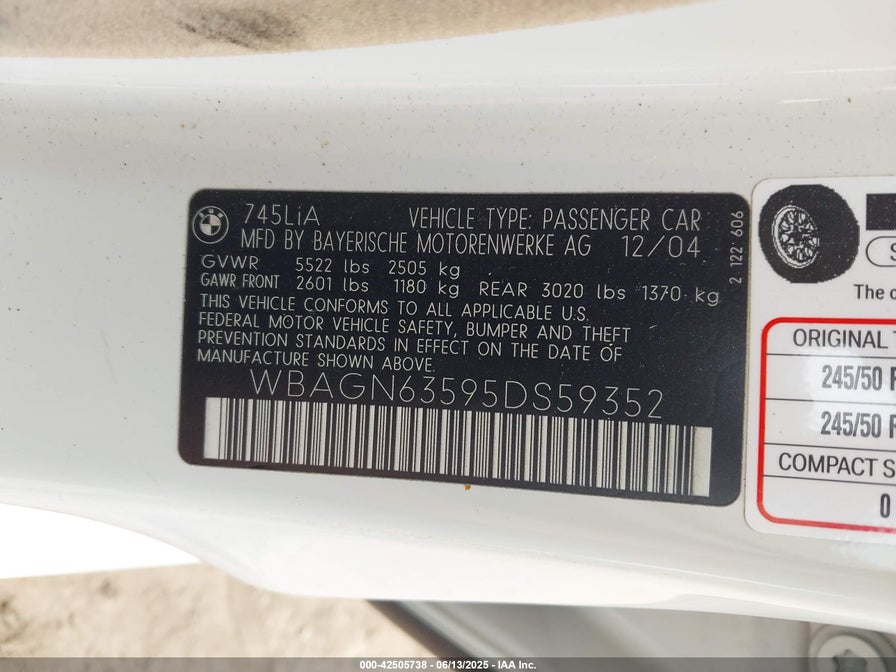 745LiA VEHICLE TYPE: PASSENGER CAR
MFD BY BAYERISCHE MOTORENWERKE AG 12/04
GVWR 5522 lbs 2505 kg
GAWR FRONT 2601 lbs 1180 kg REAR 3020 lbs 1370 kg
THIS VEHICLE CONFORMS TO ALL APPLICABLE U.S.
FEDERAL MOTOR VEHICLE SAFETY, BUMPER AND THEFT
PREVENTION STANDARDS IN EFFECT ON THE DATE OF
MANUFACTURE SHOWN ABOVE.
WBAGN63595DS59352
2 122 606
The
ORIGINAL
245/50
245/50
COMPACT
0
000-42505738 - 06/13/2025 - IAA Inc.